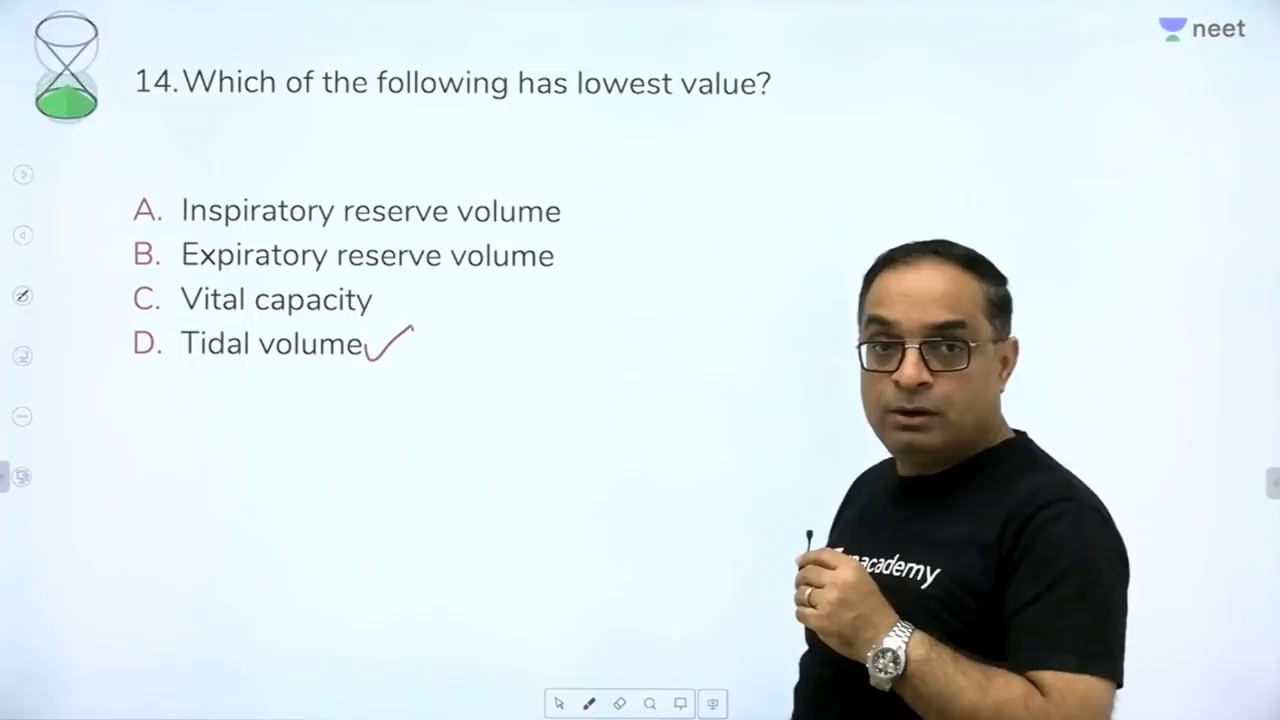 neet
14. Which of the following has lowest value?
A. Inspiratory reserve volume
B. Expiratory reserve volume
C. Vital capacity
D. Tidal volume
unacademy